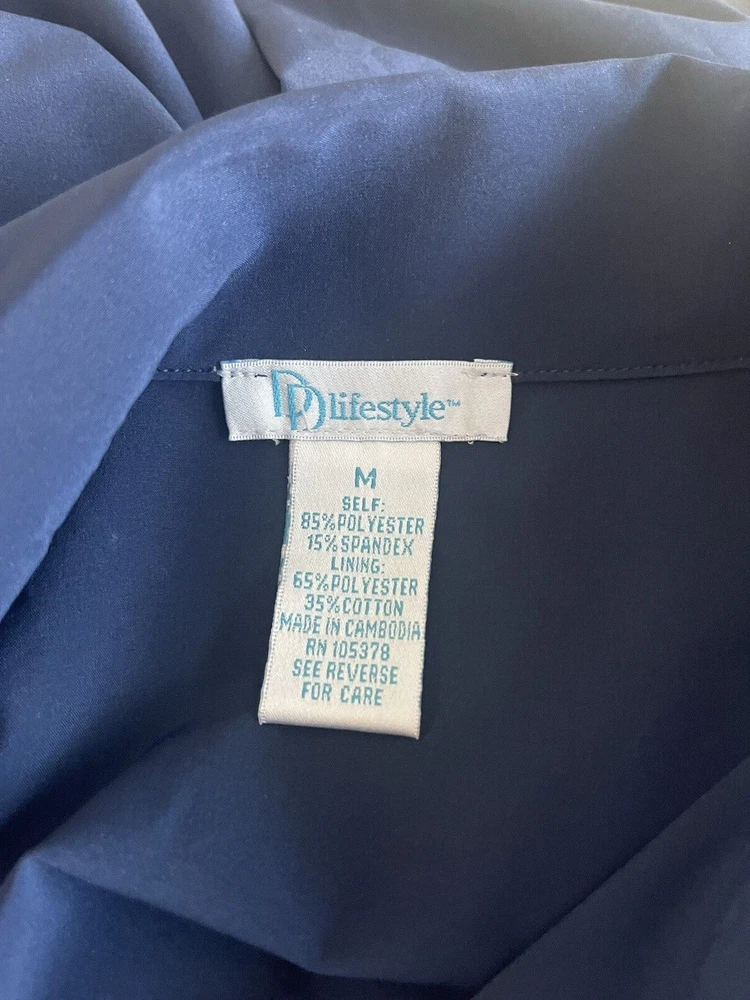 DD lifestyle™
M
SELF:
85%POLYESTER
15%SPANDEX
LINING:
65%POLYESTER
35%COTTON
MADE IN CAMBODIA
RN 105378
SEE REVERSE
FOR CARE